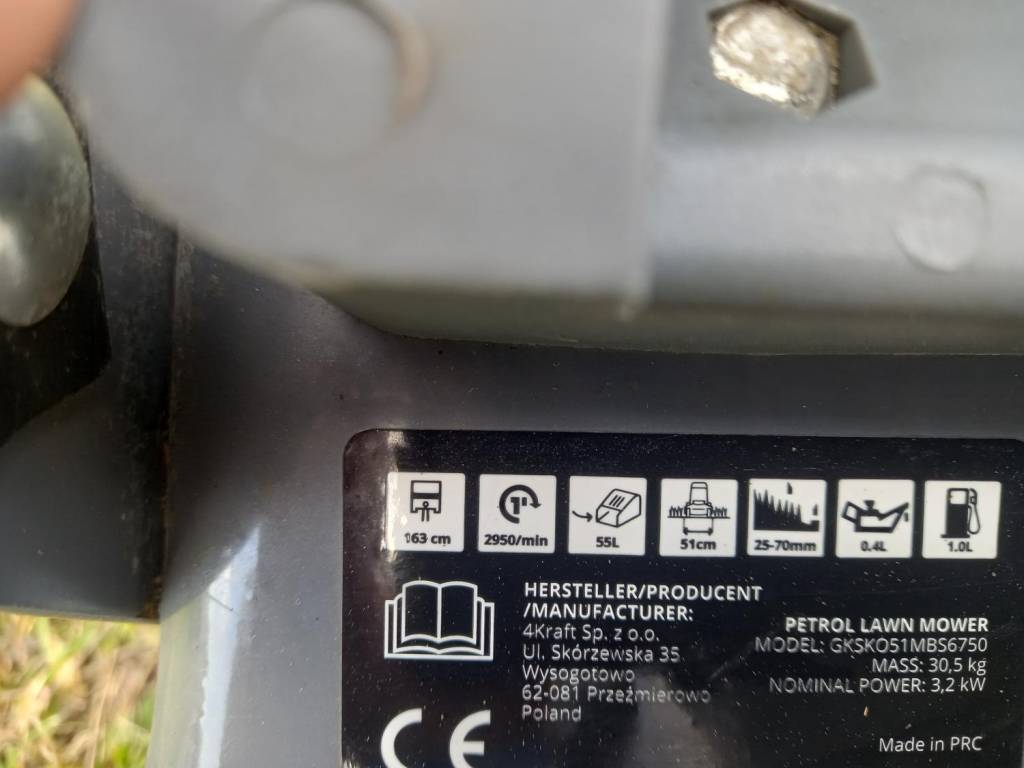 163 cm 2950/min 55L 51cm 25-70mm 0.4L 1.0L
HERSTELLER/PRODUCENT
/MANUFACTURER:
4Kraft Sp. z o.o.
Ul. Skórzewska 35
Wysogotowo
62-081 Przeźmierowo
Poland
PETROL LAWN MOWER
MODEL: GKSKO51MBS6750
MASS: 30,5 kg
NOMINAL POWER: 3,2 kW
CE
Made in PRC